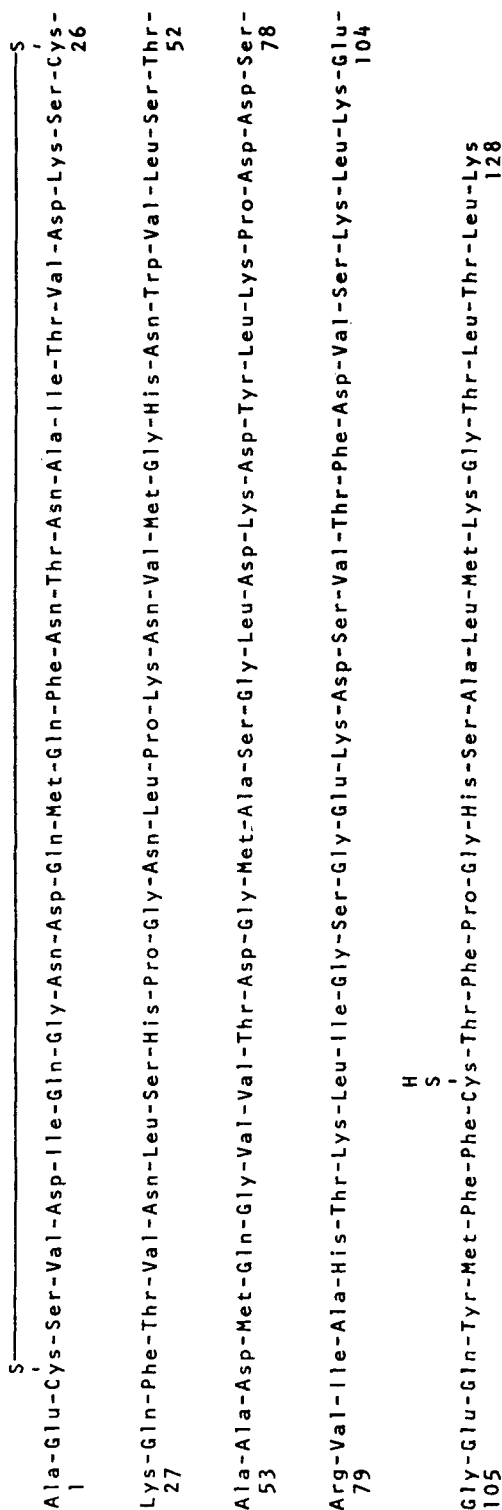 S S
Ala-Glu-Cys-Ser-Val-Asp-Ile-Gln-Gly-Asn-Asp-Gln-Met-Gln-Phe-Asn-Thr-Asn-Ala-Ile-Thr-Val-Asp-Lys-Ser-Cys-
1 26
Lys-Gln-Phe-Thr-Val-Asn-Leu-Ser-His-Pro-Gly-Asn-Leu-Pro-Lys-Asn-Val-Met-Gly-His-Asn-Trp-Val-Leu-Ser-Thr-
27 52
Ala-Ala-Asp-Met-Gln-Gly-Val-Val-Thr-Asp-Gly-Met-Ala-Ser-Gly-Leu-Asp-Lys-Asp-Tyr-Leu-Lys-Pro-Asp-Asp-Ser-
53 78
Arg-Val-Ile-Ala-His-Thr-Lys-Leu-Ile-Gly-Ser-Gly-Glu-Lys-Asp-Ser-Val-Thr-Phe-Asp-Val-Ser-Lys-Leu-Lys-Glu-
79 104
H
S
Gly-Glu-Gln-Tyr-Met-Phe-Phe-Cys-Thr-Phe-Pro-Gly-His-Ser-Ala-Leu-Met-Lys-Gly-Thr-Leu-Thr-Leu-Lys
105 128